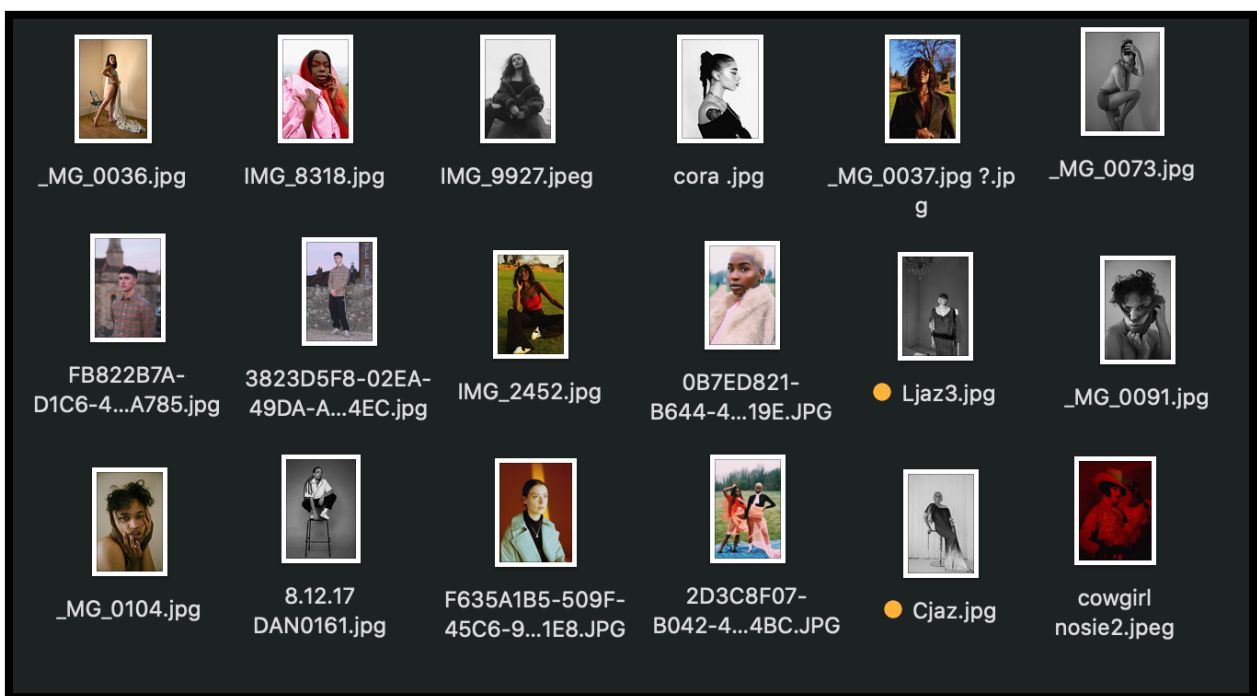 _MG_0036.jpg
IMG_8318.jpg
IMG_9927.jpeg
cora .jpg
_MG_0037.jpg ?.jp
g
_MG_0073.jpg
FB822B7A-
D1C6-4...A785.jpg
3823D5F8-02EA-
49DA-A...4EC.jpg
IMG_2452.jpg
0B7ED821-
B644-4...19E.JPG
Ljaz3.jpg
_MG_0091.jpg
_MG_0104.jpg
8.12.17
DAN0161.jpg
F635A1B5-509F-
45C6-9...1E8.JPG
2D3C8F07-
B042-4...4BC.JPG
Cjaz.jpg
cowgirl
nosie2.jpeg